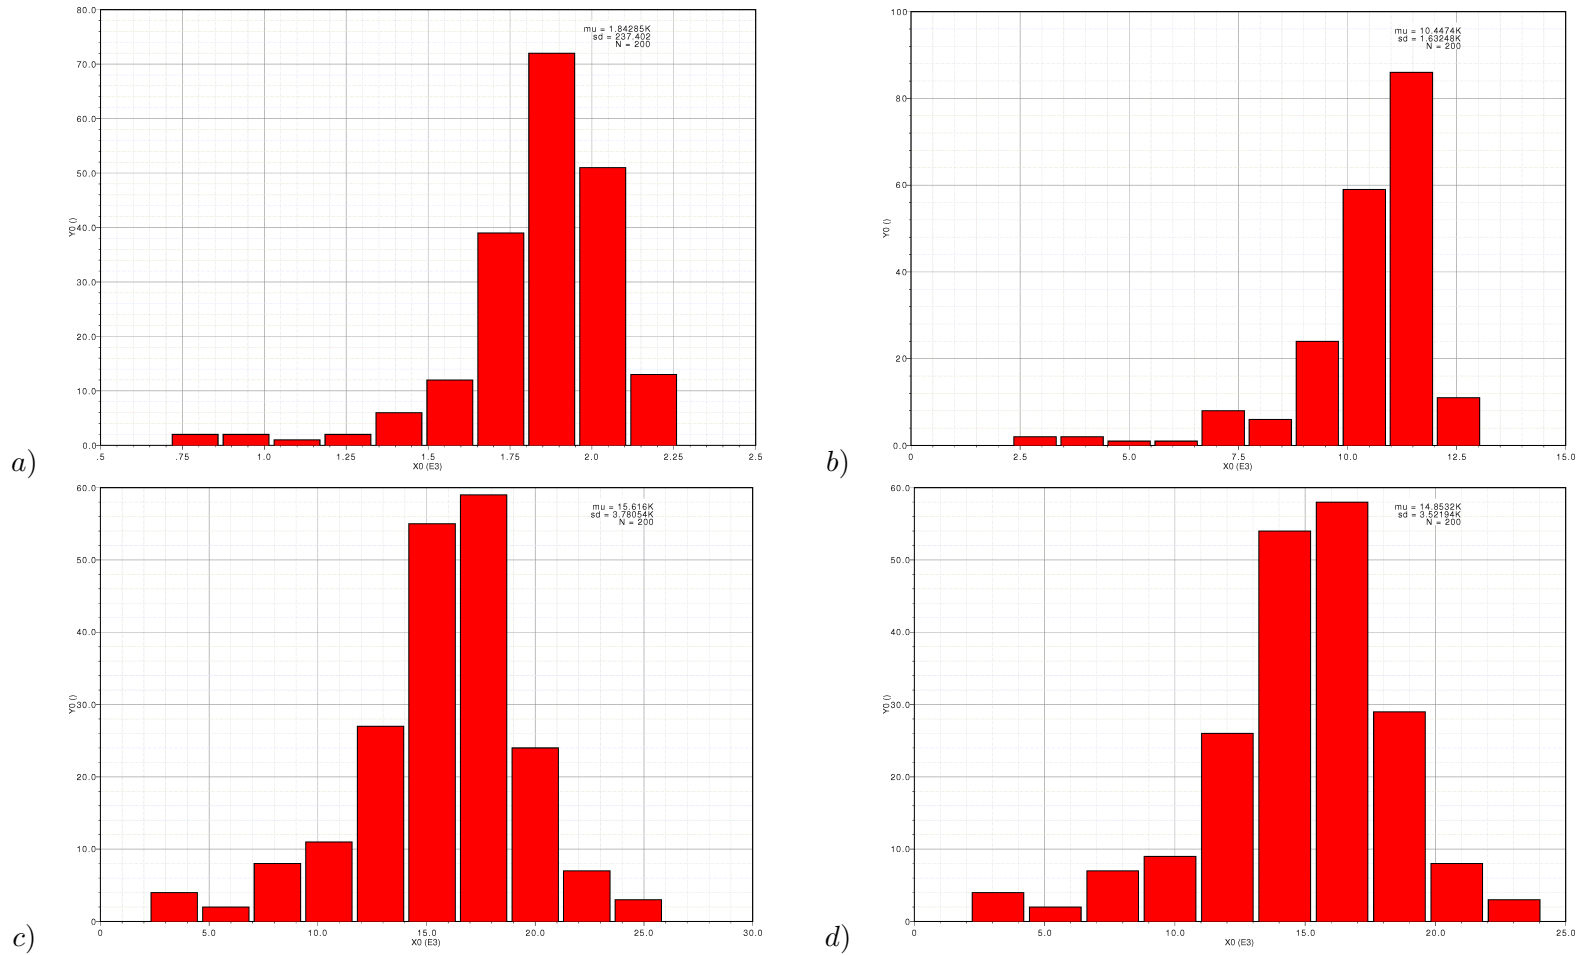 80.0
70.0
60.0
50.0
40.0
30.0
20.0
10.0
0.0
Y0 ()
mu = 1.84285K
sd = 237.402
N = 200
.5 .75 1.0 1.25 1.5 1.75 2.0 2.25 2.5
X0 (E3)
a)
100
80
60
40
20
0.0
Y0 ()
mu = 10.4474K
sd = 1.63248K
N = 200
0 2.5 5.0 7.5 10.0 12.5 15.0
X0 (E3)
b)
60.0
50.0
40.0
30.0
20.0
10.0
0
Y0 ()
mu = 15.616K
sd = 3.78054K
N = 200
0 5.0 10.0 15.0 20.0 25.0 30.0
X0 (E3)
c)
60.0
50.0
40.0
30.0
20.0
10.0
0
Y0 ()
mu = 14.8532K
sd = 3.52194K
N = 200
0 5.0 10.0 15.0 20.0 25.0
X0 (E3)
d)